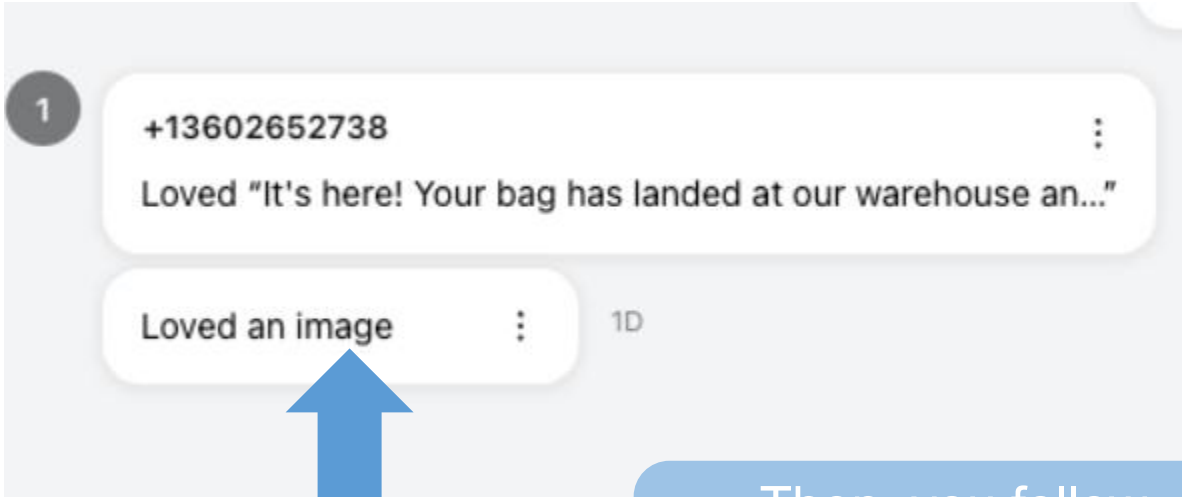 1
+13602652738
Loved “It's here! Your bag has landed at our warehouse an...”
Loved an image
1D